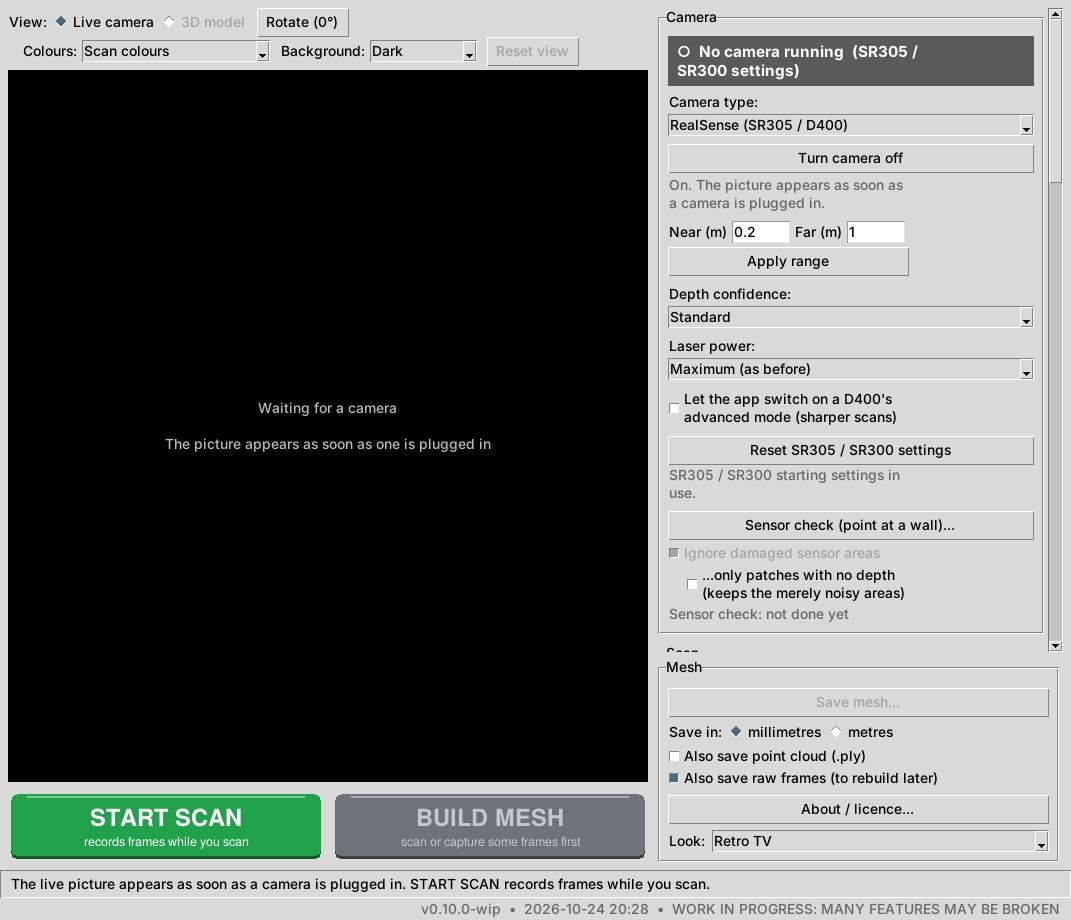 View: Live camera 3D model Rotate (0°)
Colours: Scan colours Background: Dark Reset view
Waiting for a camera
The picture appears as soon as one is plugged in
START SCAN
records frames while you scan
BUILD MESH
scan or capture some frames first
Camera
No camera running (SR305 /
SR300 settings)
Camera type:
RealSense (SR305 / D400)
Turn camera off
On. The picture appears as soon as
a camera is plugged in.
Near (m) 0.2 Far (m) 1
Apply range
Depth confidence:
Standard
Laser power:
Maximum (as before)
Let the app switch on a D400's
advanced mode (sharper scans)
Reset SR305 / SR300 settings
SR305 / SR300 starting settings in
use.
Sensor check (point at a wall)...
Ignore damaged sensor areas
...only patches with no depth
(keeps the merely noisy areas)
Sensor check: not done yet
Mesh
Save mesh...
Save in: millimetres metres
Also save point cloud (.ply)
Also save raw frames (to rebuild later)
About / licence...
Look: Retro TV
The live picture appears as soon as a camera is plugged in. START SCAN records frames while you scan.
v0.10.0-wip • 2026-10-24 20:28 • WORK IN PROGRESS: MANY FEATURES MAY BE BROKEN